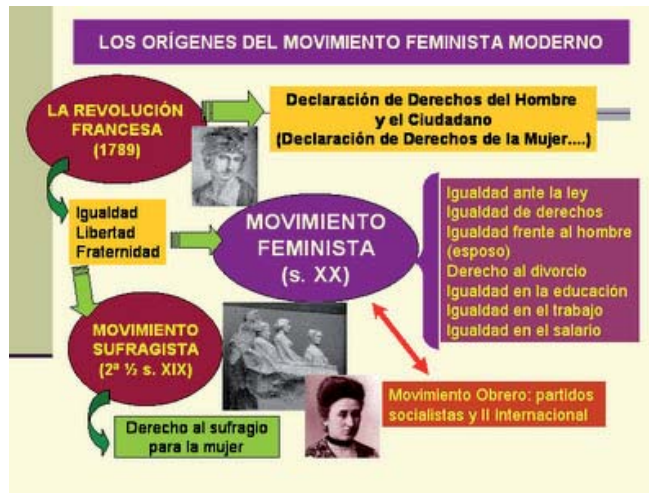 LOS ORÍGENES DEL MOVIMIENTO FEMINISTA MODERNO
LA REVOLUCIÓN
FRANCESA
(1789)
Declaración de Derechos del Hombre
y el Ciudadano
(Declaración de Derechos de la Mujer....)
Igualdad
Libertad
Fraternidad
MOVIMIENTO
FEMINISTA
(s. XX)
Igualdad ante la ley
Igualdad de derechos
Igualdad frente al hombre
(esposo)
Derecho al divorcio
Igualdad en la educación
Igualdad en el trabajo
Igualdad en el salario
MOVIMIENTO
SUFRAGISTA
(2ª ½ s. XIX)
Movimiento Obrero: partidos
socialistas y II Internacional
Derecho al sufragio
para la mujer